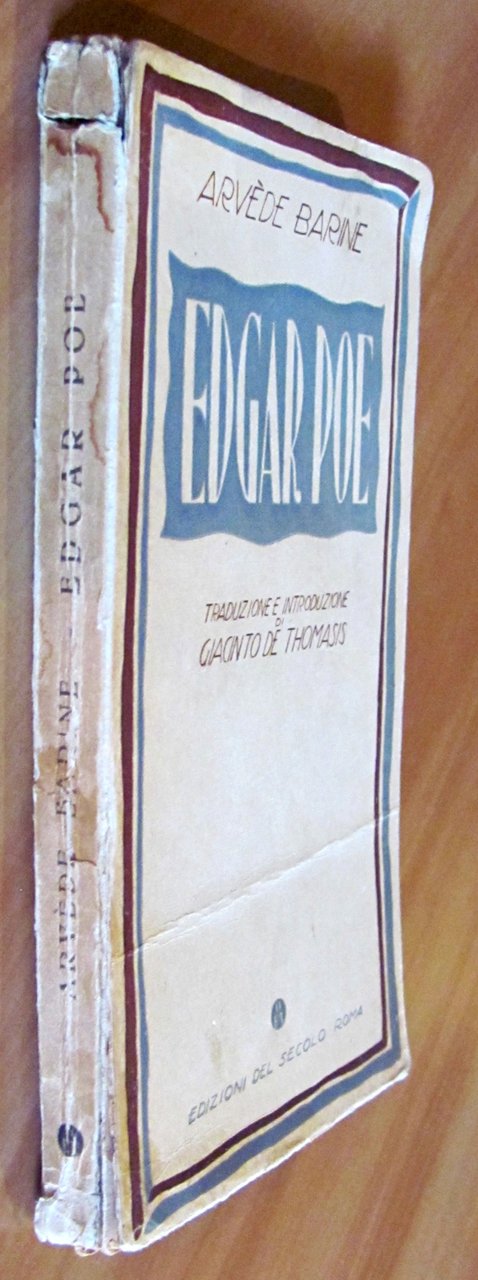 ARVÈDE BARINE
EDGAR POE
TRADUZIONE E INTRODUZIONE
DI
GIACINTO DE THOMASIS
EDIZIONI DEL SECOLO ROMA
ARVÈDE BARINE - EDGAR POE
S